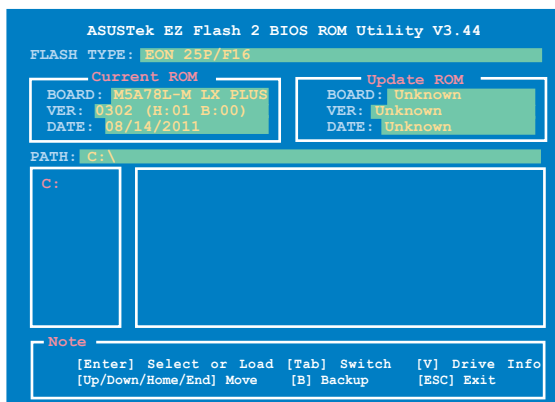 ASUSTek EZ Flash 2 BIOS ROM Utility V3.44
FLASH TYPE: EON 25P/F16
Current ROM
BOARD: M5A78L-M LX PLUS
VER: 0302 (H:01 B:00)
DATE: 08/14/2011
Update ROM
BOARD: Unknown
VER: Unknown
DATE: Unknown
PATH: C:\
C:
Note
[Enter] Select or Load [Tab] Switch [V] Drive Info
[Up/Down/Home/End] Move [B] Backup [ESC] Exit